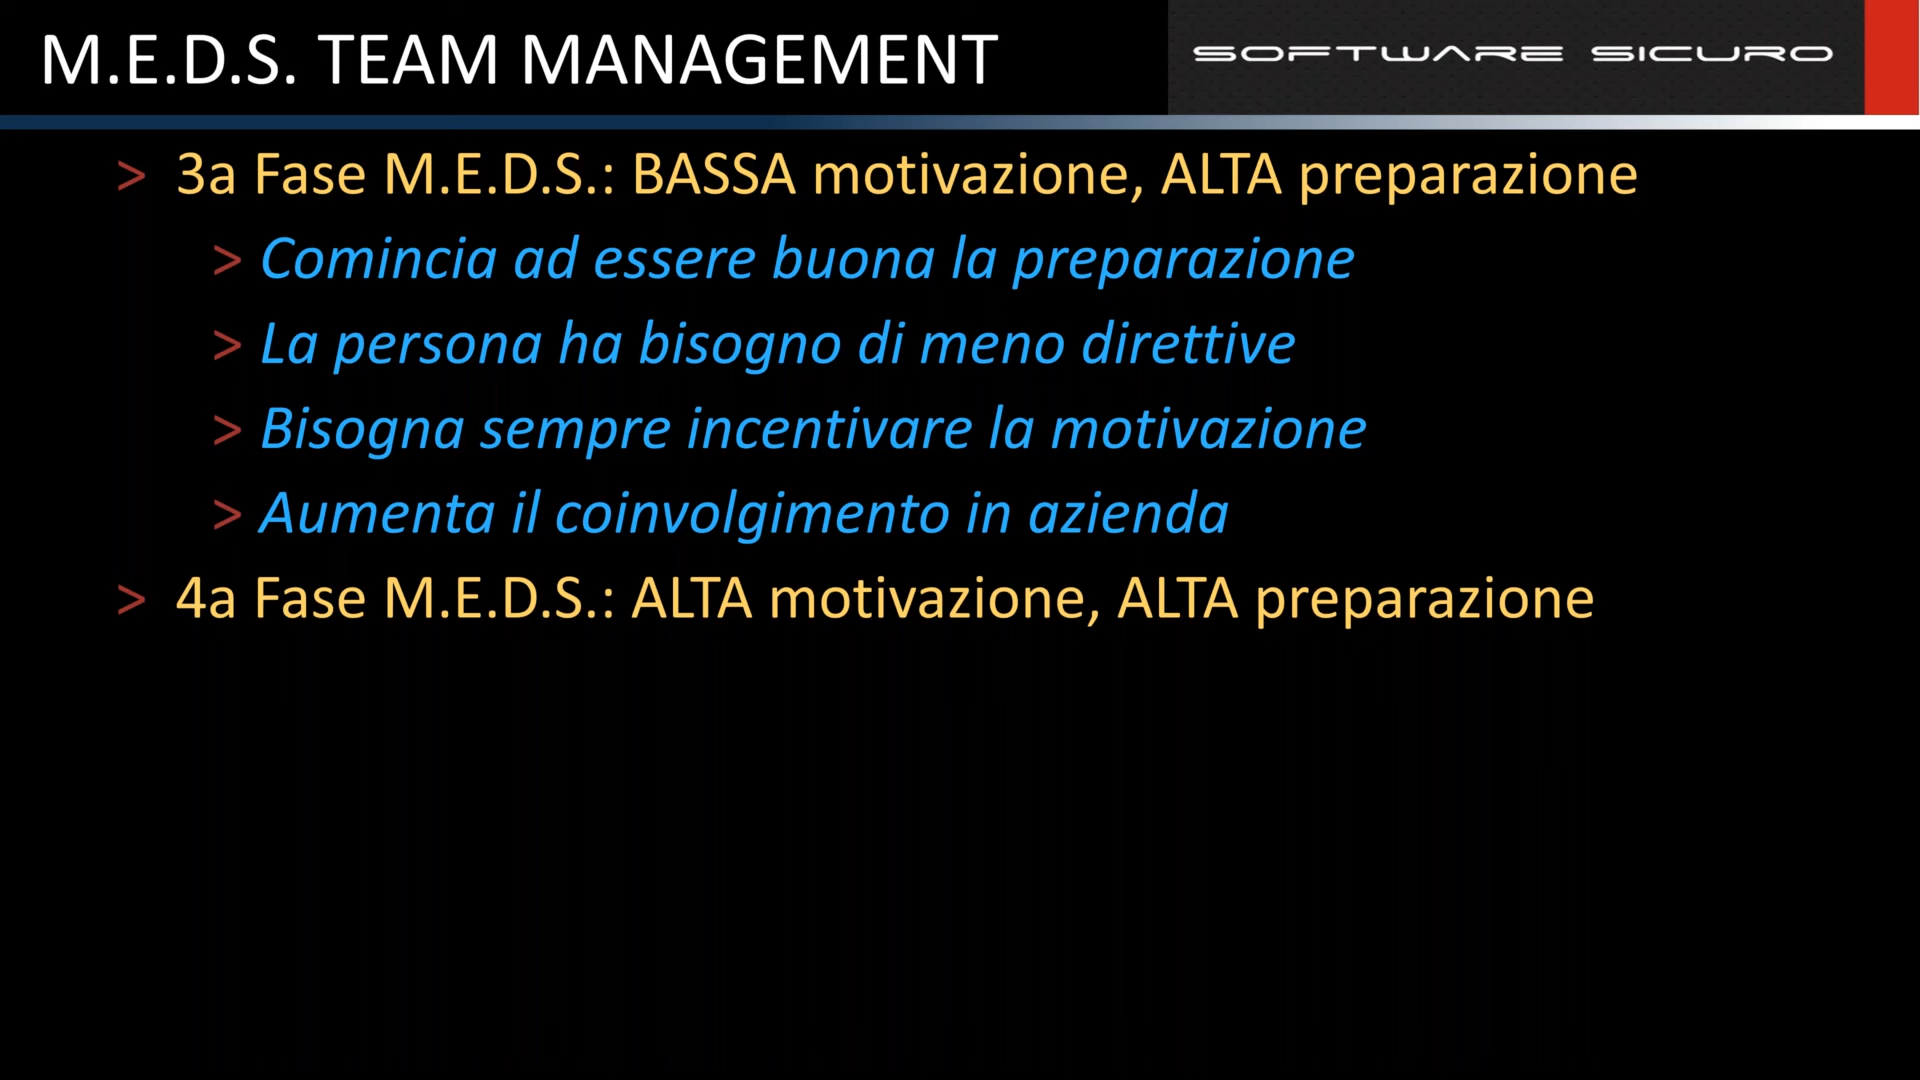 M.E.D.S. TEAM MANAGEMENT
SOFTWARE SICURO
> 3a Fase M.E.D.S.: BASSA motivazione, ALTA preparazione
> Comincia ad essere buona la preparazione
> La persona ha bisogno di meno direttive
> Bisogna sempre incentivare la motivazione
> Aumenta il coinvolgimento in azienda
> 4a Fase M.E.D.S.: ALTA motivazione, ALTA preparazione